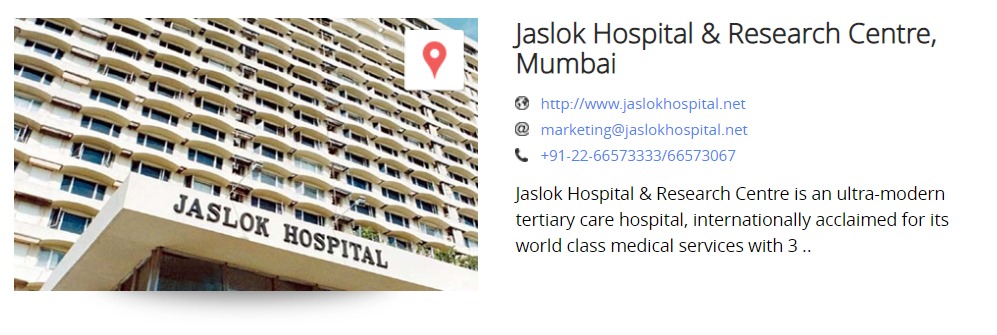 JASLOK HOSPITAL
Jaslok Hospital & Research Centre,
Mumbai
http://www.jaslokhospital.net
marketing@jaslokhospital.net
+91-22-66573333/66573067
Jaslok Hospital & Research Centre is an ultra-modern
tertiary care hospital, internationally acclaimed for its
world class medical services with 3 ..